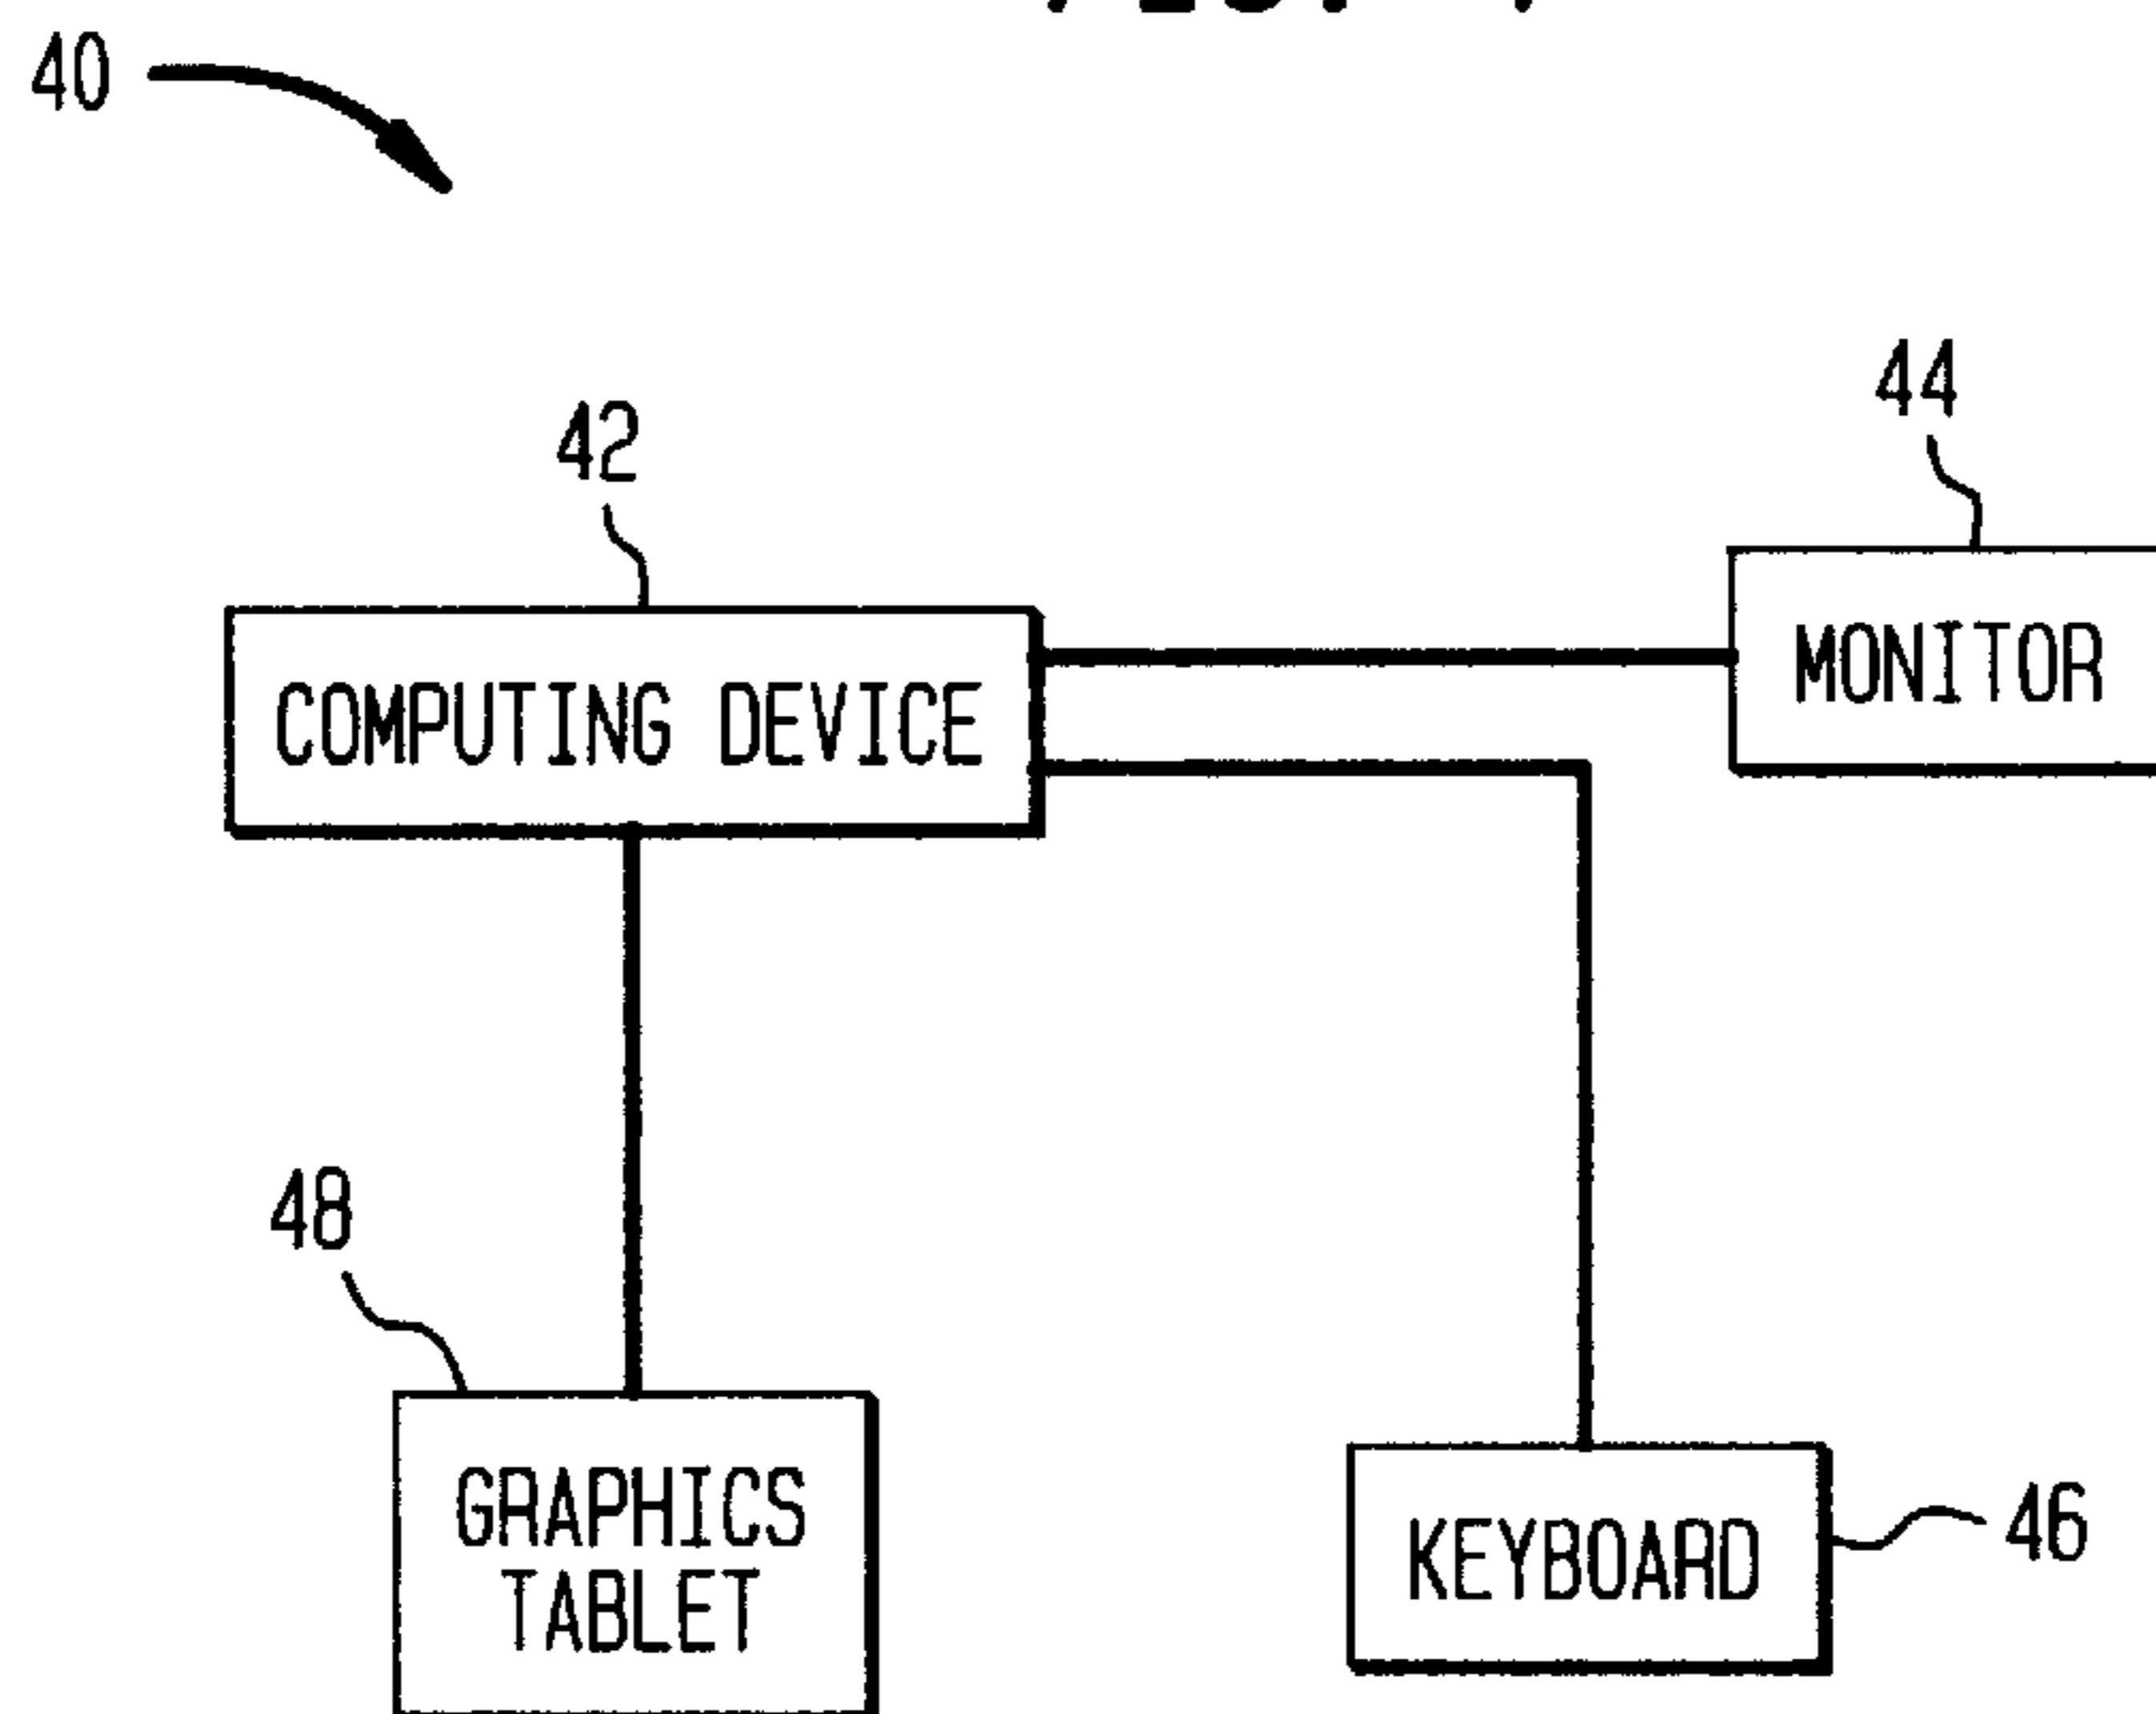 40
44
42
MONITOR
COMPUTING DEVICE
48
GRAPHICS
TABLET
KEYBOARD
46